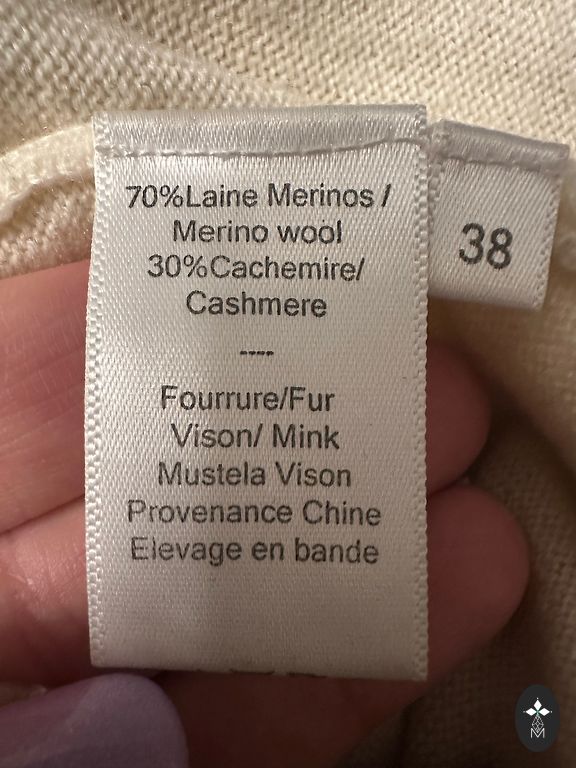 70%Laine Merinos /
Merino wool
30%Cachemire/
Cashmere
----
Fourrure/Fur
Vison/ Mink
Mustela Vison
Provenance Chine
Elevage en bande
38
M